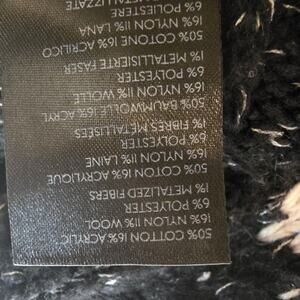 50% COTTON 16% ACRYLIC
16% NYLON 11% WOOL
6% POLYESTER
1% METALIZED FIBERS
50% COTON 16% ACRYLIQUE
16% NYLON 11% LAINE
6% POLYESTER
1% FIBRES METALLISEES
50% BAUMWOLLE 16% ACRYL
16% NYLON 11% WOLLE
6% POLYESTER
1% METALLISIERTE FASER
50% COTONE 16% ACRILICO
16% NYLON 11% LANA
6% POLIESTERE